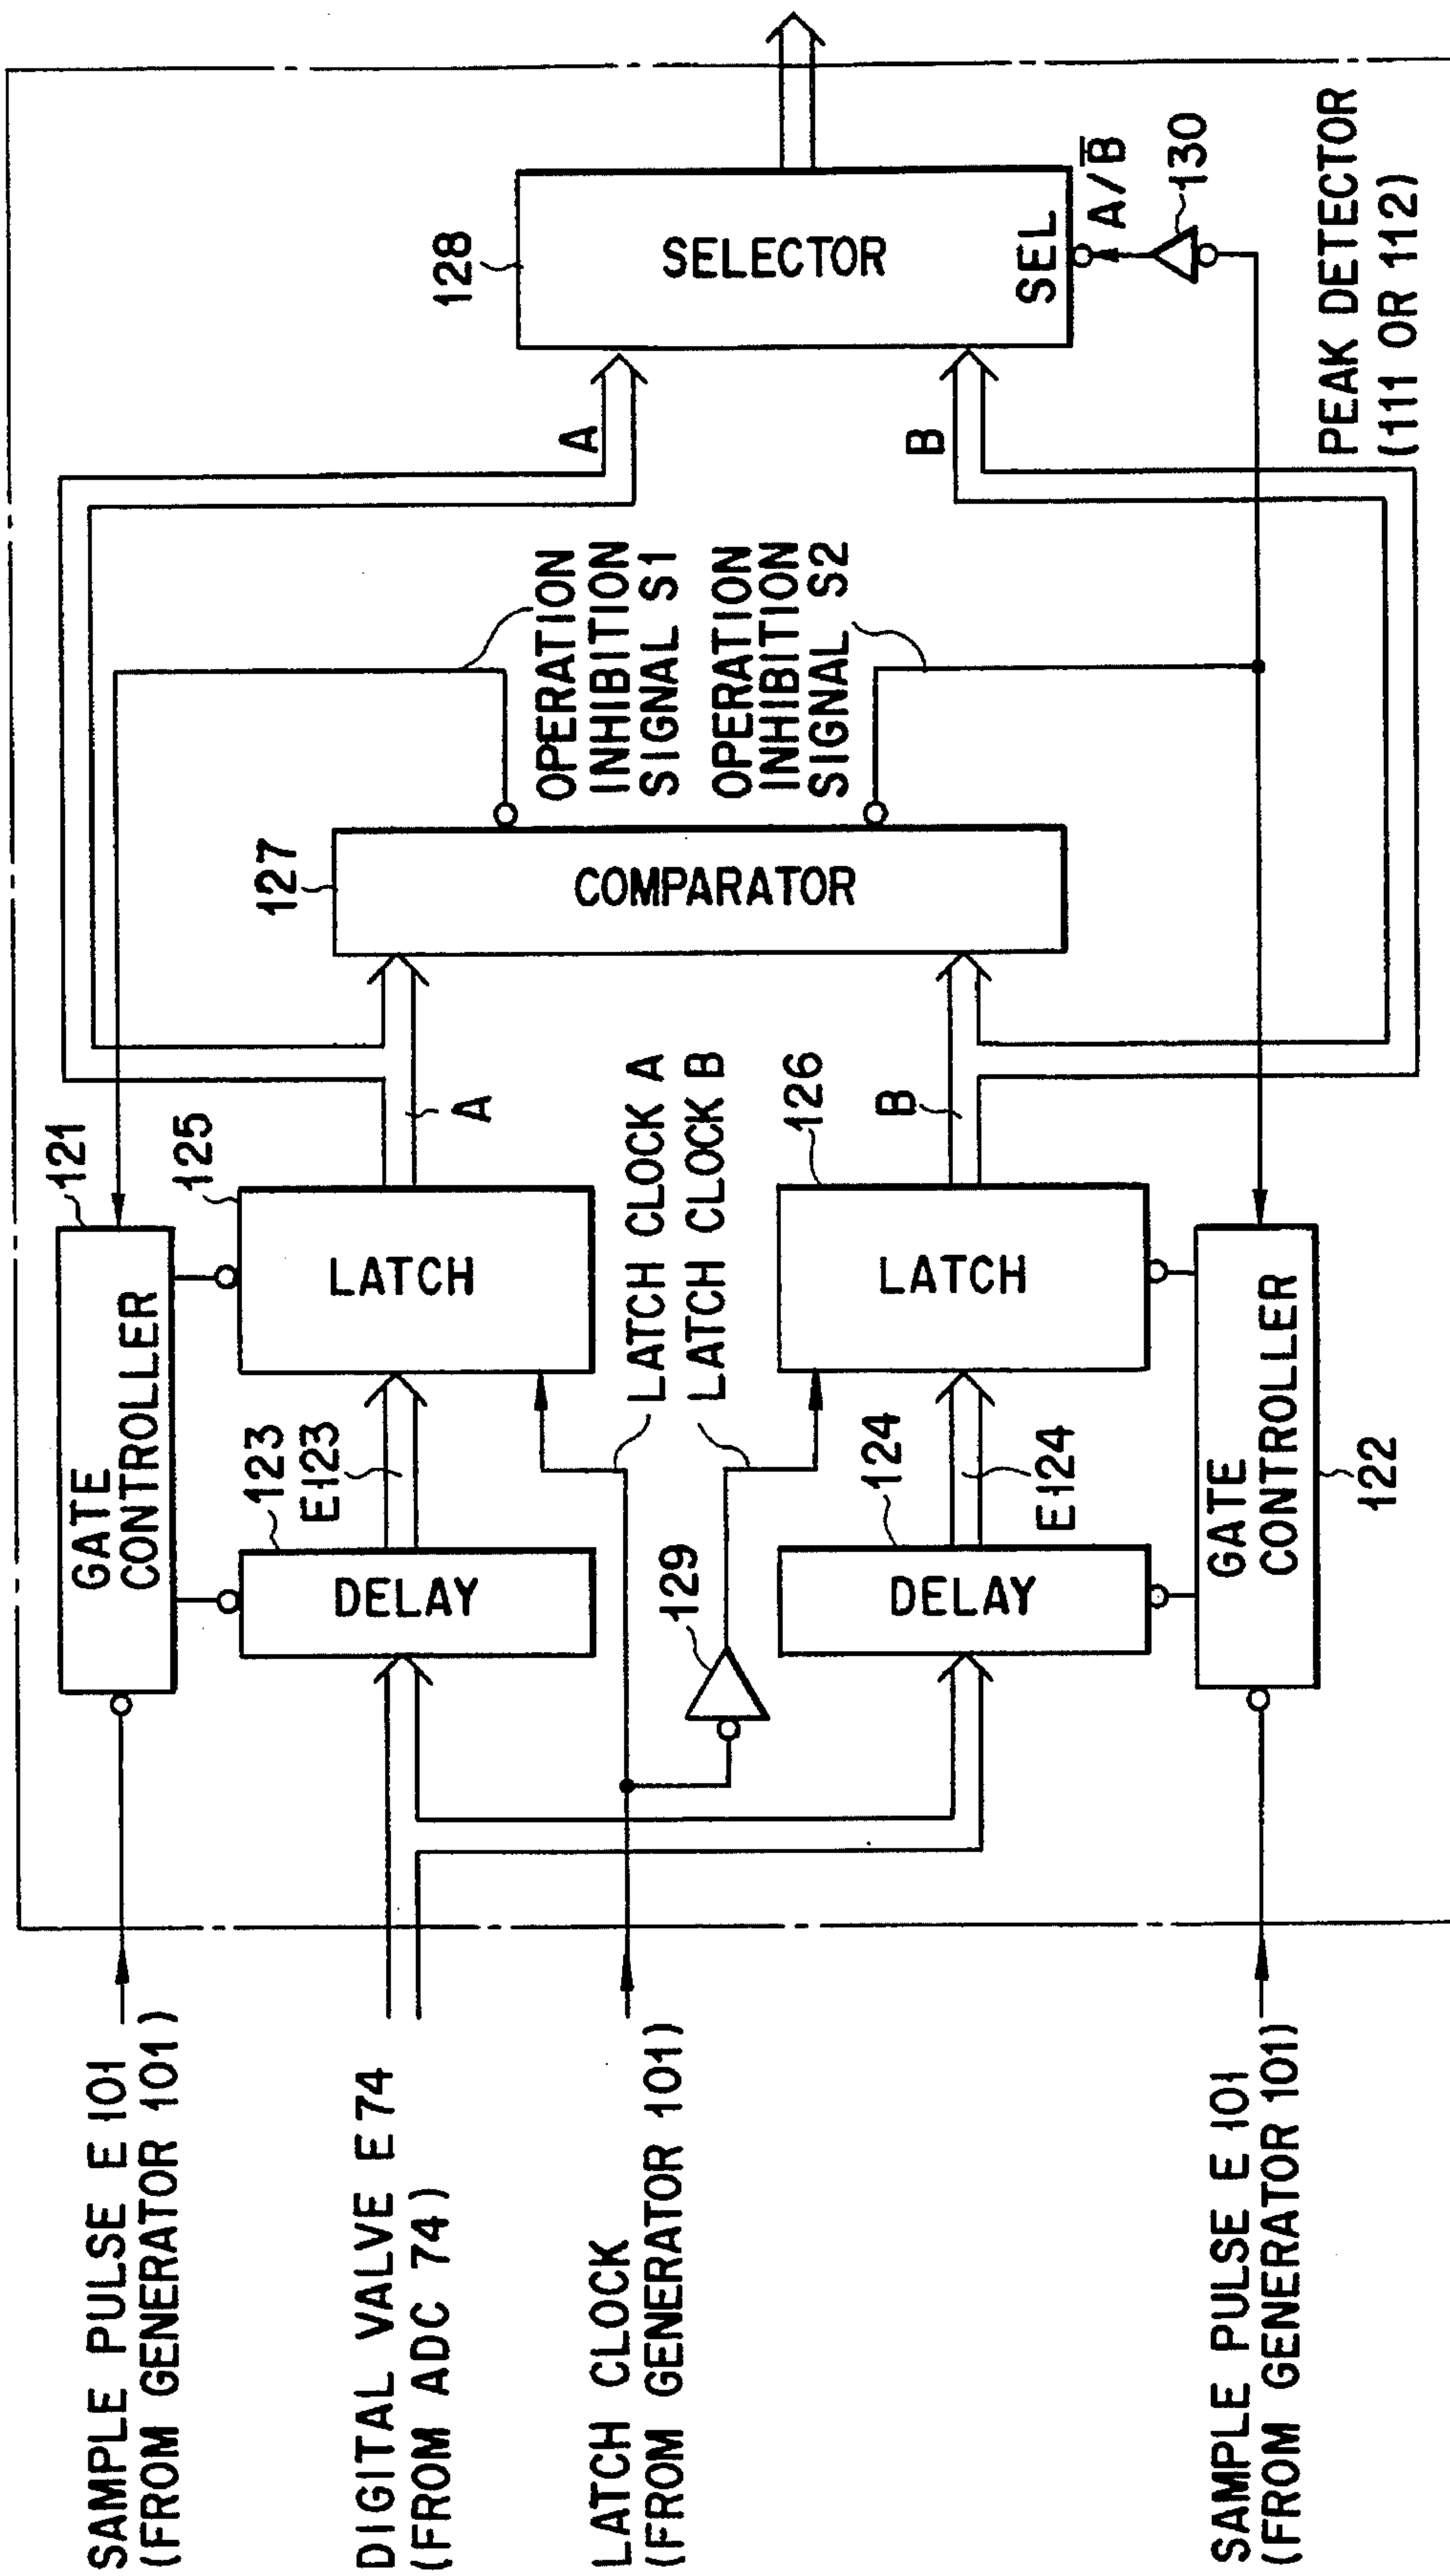 SAMPLE PULSE E 101
(FROM GENERATOR 101)
DIGITAL VALVE E 74
(FROM ADC 74)
LATCH CLOCK
(FROM GENERATOR 101)
SAMPLE PULSE E 101
(FROM GENERATOR 101)
121
GATE
CONTROLLER
123
E123
DELAY
125
LATCH
A
LATCH CLOCK A
LATCH CLOCK B
129
124
E124
DELAY
126
LATCH
B
GATE
CONTROLLER
122
127
COMPARATOR
OPERATION
INHIBITION
SIGNAL S1
OPERATION
INHIBITION
SIGNAL S2
A
B
128
SELECTOR
SEL
A/B̅
130
PEAK DETECTOR
(111 OR 112)